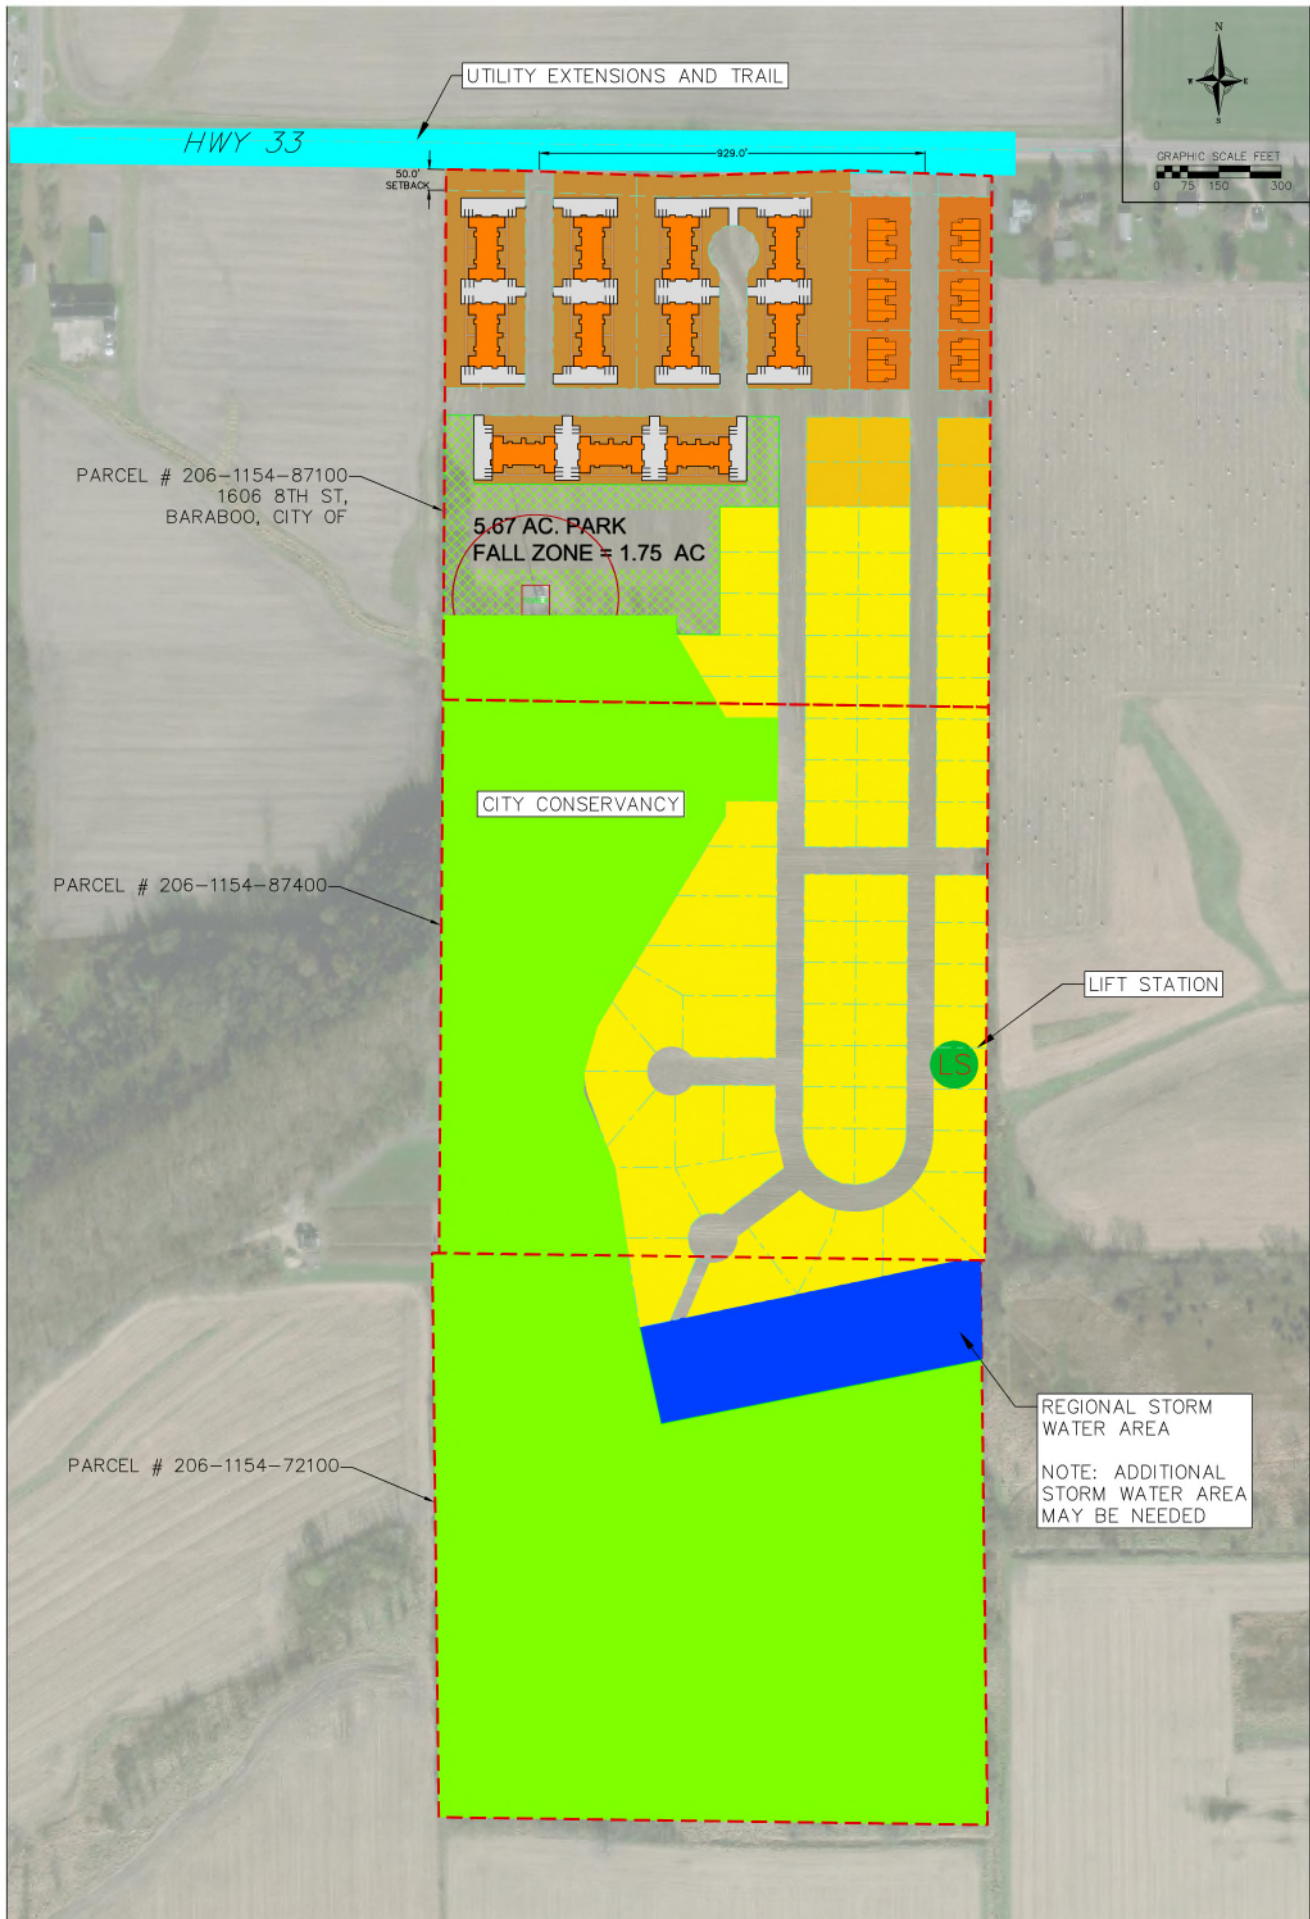 UTILITY EXTENSIONS AND TRAIL
N
W
E
S
HWY 33
929.0'
GRAPHIC SCALE FEET
0 75 150 300
50.0'
SETBACK
PARCEL # 206-1154-87100
1606 8TH ST,
BARABOO, CITY OF
5.67 AC. PARK
FALL ZONE = 1.75 AC
CITY CONSERVANCY
PARCEL # 206-1154-87400
LIFT STATION
LS
REGIONAL STORM
WATER AREA
NOTE: ADDITIONAL
STORM WATER AREA
MAY BE NEEDED
PARCEL # 206-1154-72100